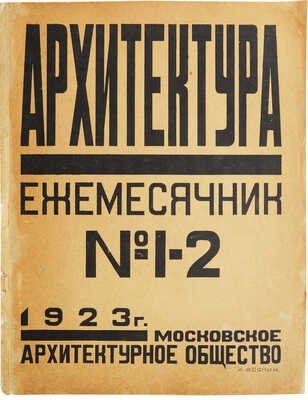 АРХИТЕКТУРА
ЕЖЕМЕСЯЧНИК
№1-2
1923г.
МОСКОВСКОЕ
АРХИТЕКТУРНОЕ ОБЩЕСТВО